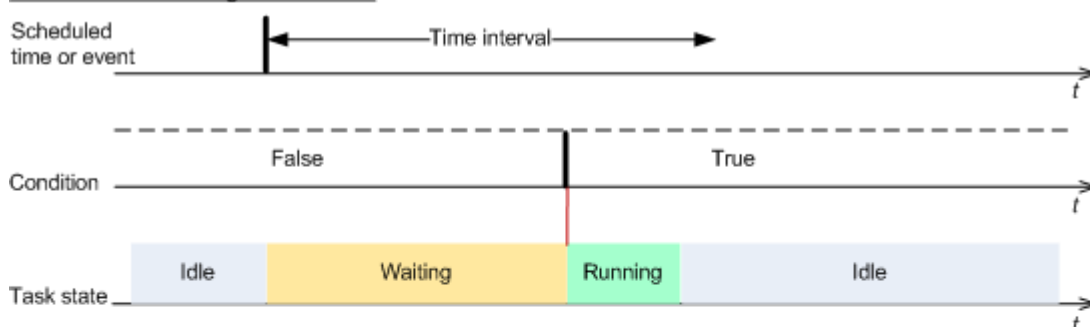 Scheduled
time or event
Time interval
t
False
True
Condition
t
Idle
Waiting
Running
Idle
Task state
t